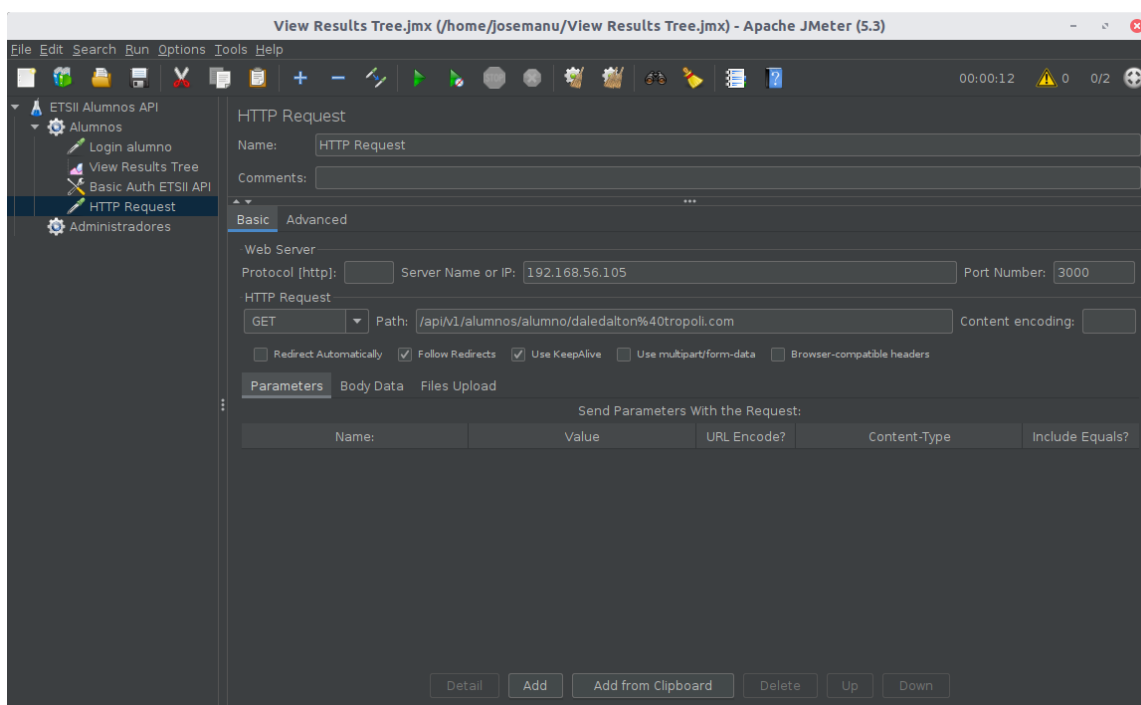 View Results Tree.jmx (/home/josemanu/View Results Tree.jmx) - Apache JMeter (5.3)
File Edit Search Run Options Tools Help
00:00:12 0 0/2
ETSII Alumnos API
Alumnos
Login alumno
View Results Tree
Basic Auth ETSII API
HTTP Request
Administradores
HTTP Request
Name: HTTP Request
Comments:
Basic Advanced
Web Server
Protocol [http]: Server Name or IP: 192.168.56.105 Port Number: 3000
HTTP Request
GET Path: /api/v1/alumnos/alumno/daledalton%40tropoli.com Content encoding:
Redirect Automatically Follow Redirects Use KeepAlive Use multipart/form-data Browser-compatible headers
Parameters Body Data Files Upload
Send Parameters With the Request:
Name: Value URL Encode? Content-Type Include Equals?
Detail Add Add from Clipboard Delete Up Down